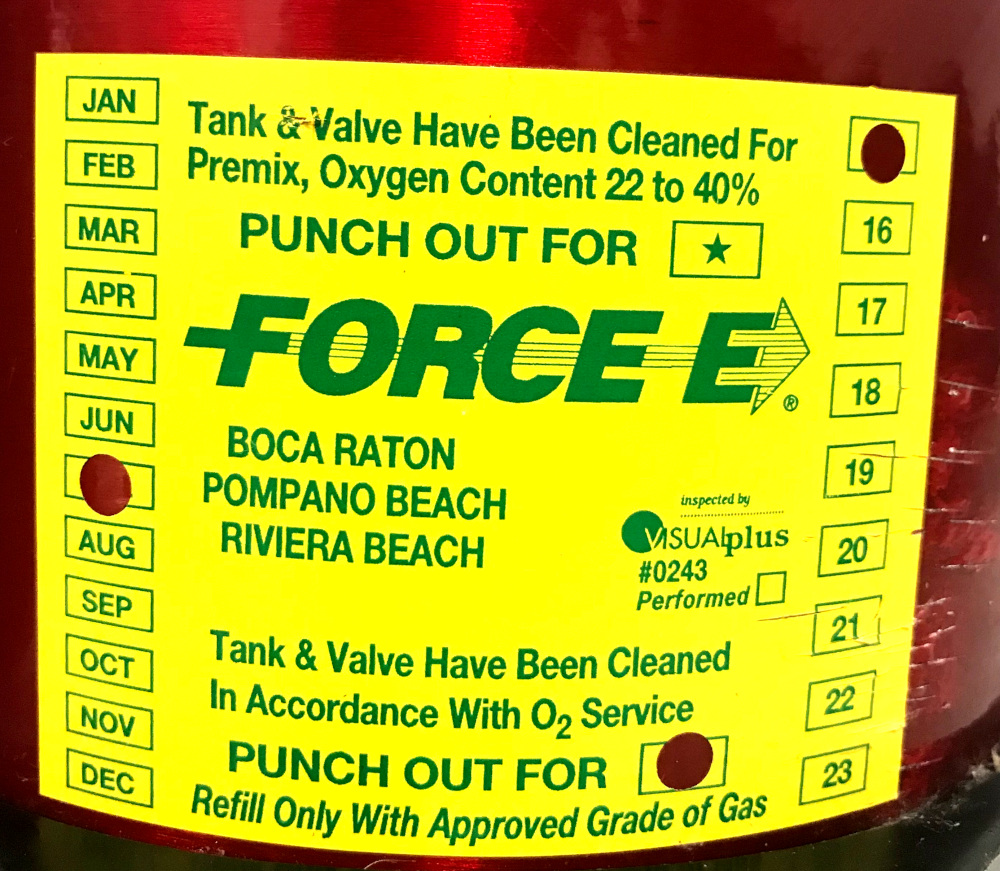 JAN
FEB
MAR
APR
MAY
JUN
AUG
SEP
OCT
NOV
DEC
Tank & Valve Have Been Cleaned For
Premix, Oxygen Content 22 to 40%
PUNCH OUT FOR ★
FORCE E®
BOCA RATON
POMPANO BEACH
RIVIERA BEACH
inspected by
VISUALplus
#0243
Performed
Tank & Valve Have Been Cleaned
In Accordance With O₂ Service
PUNCH OUT FOR
Refill Only With Approved Grade of Gas
16
17
18
19
20
21
22
23